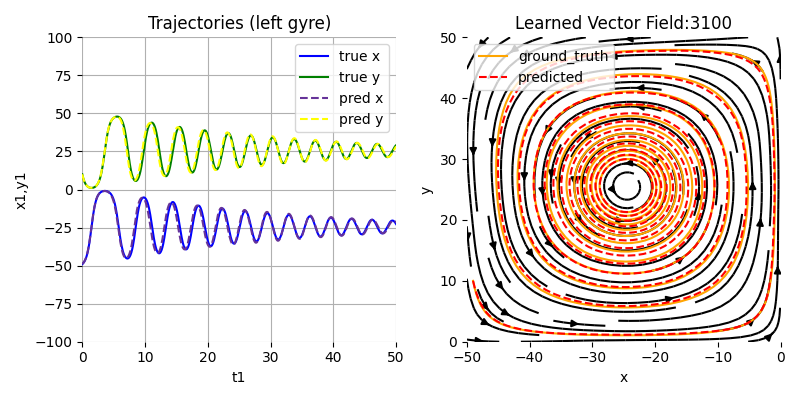 Trajectories (left gyre)
100
75
50
25
0
−25
−50
−75
−100
0
10
20
30
40
50
x1,y1
t1
true x
true y
pred x
pred y
Learned Vector Field:3100
50
40
30
20
10
0
−50
−40
−30
−20
−10
0
y
x
ground_truth
predicted